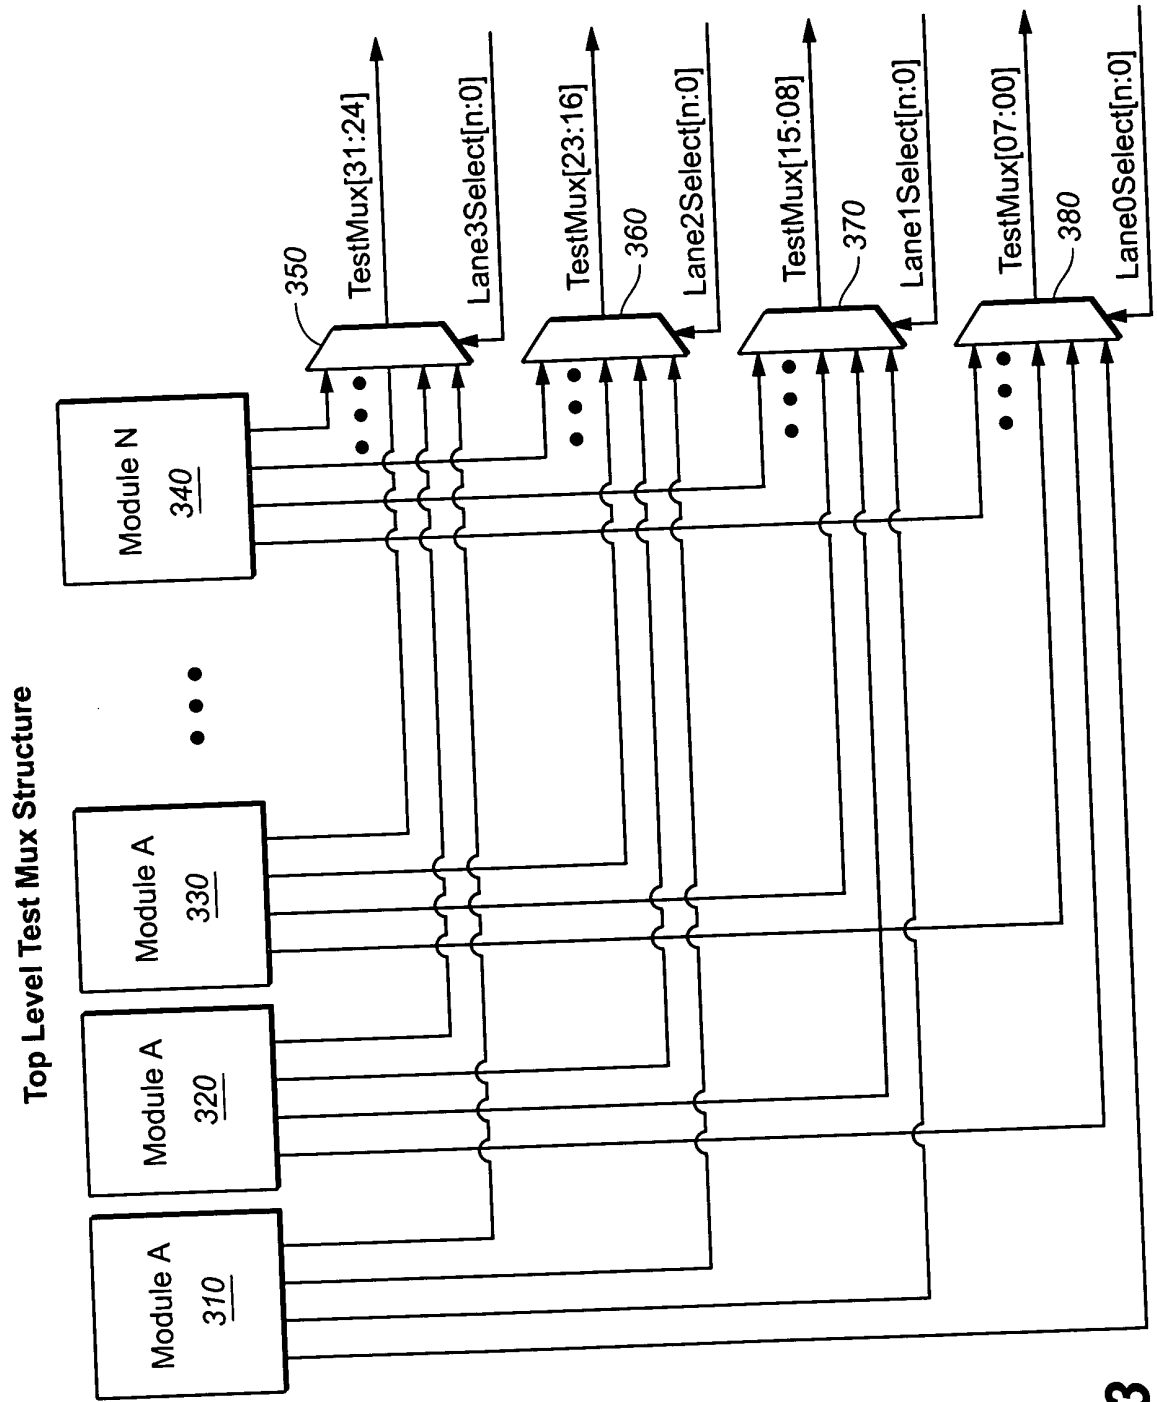 Top Level Test Mux Structure
Module A
310
Module A
320
Module A
330
Module N
340
350
TestMux[31:24]
Lane3Select[n:0]
TestMux[23:16]
360
Lane2Select[n:0]
TestMux[15:08]
370
Lane1Select[n:0]
TestMux[07:00]
380
Lane0Select[n:0]
3